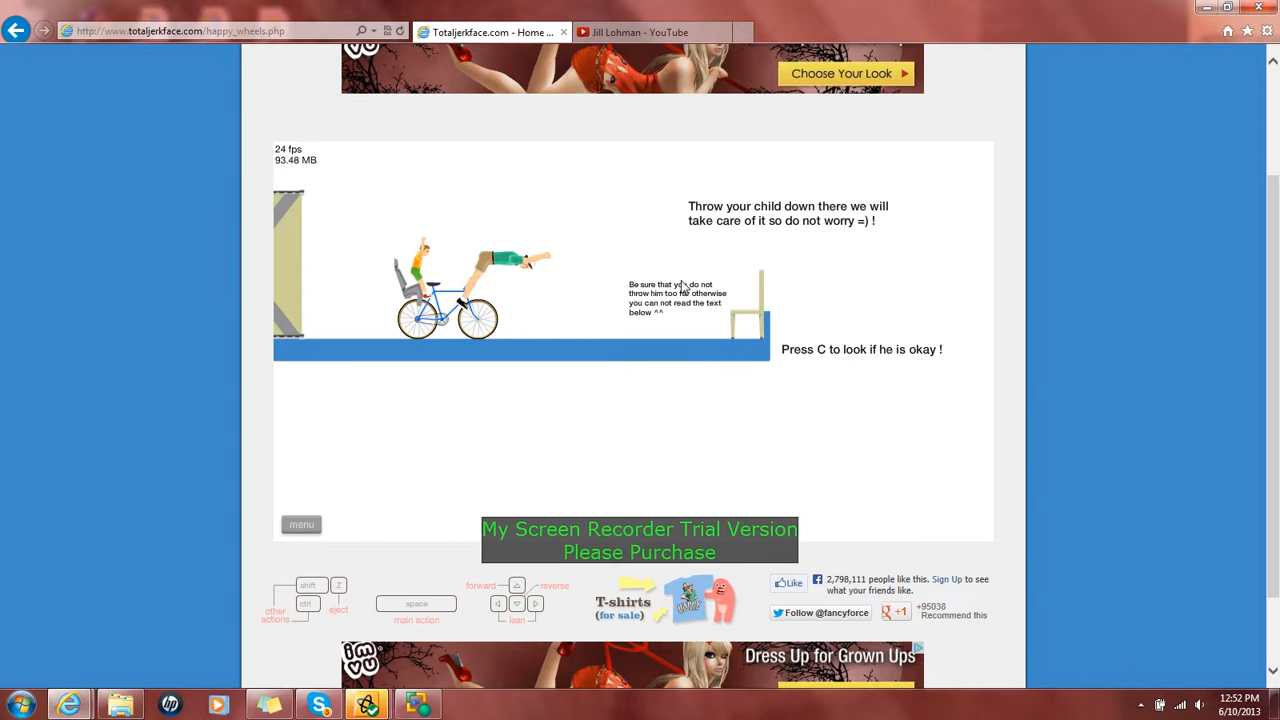 http://www.totaljerkface.com/happy_wheels.php
Totaljerkface.com - Home ...
Jill Lohman - YouTube
Choose Your Look
24 fps
93.48 MB
Throw your child down there we will
take care of it so do not worry =) !
Be sure that you do not
throw him too otherwise
you can not read the text
below ^^
Press C to look if he is okay !
menu
My Screen Recorder Trial Version
Please Purchase
shift
Z
ctrl
other
actions
eject
space
main action
forward
reverse
lean
T-shirts
(for sale)
HAPPY
Like
2,798,111 people like this. Sign Up to see
what your friends like.
Follow @fancyforce
+1
+95038
Recommend this
imvu
Dress Up for Grown Ups
hp
12:52 PM
6/10/2013